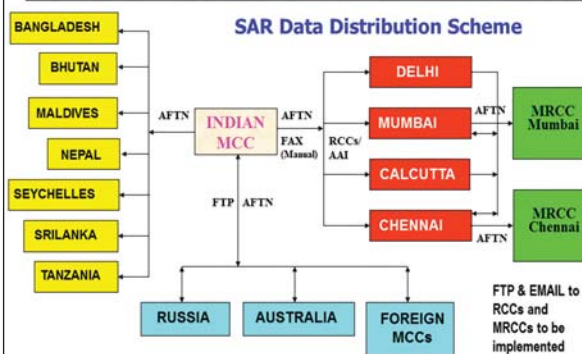 SAR Data Distribution Scheme
BANGLADESH
BHUTAN
MALDIVES
NEPAL
SEYCHELLES
SRILANKA
TANZANIA
AFTN
INDIAN
MCC
AFTN
FAX
(Manual)
RCCs/
AAI
DELHI
MUMBAI
CALCUTTA
CHENNAI
AFTN
MRCC
Mumbai
AFTN
MRCC
Chennai
FTP AFTN
RUSSIA
AUSTRALIA
FOREIGN
MCCs
FTP & EMAIL to
RCCs and
MRCCs to be
implemented